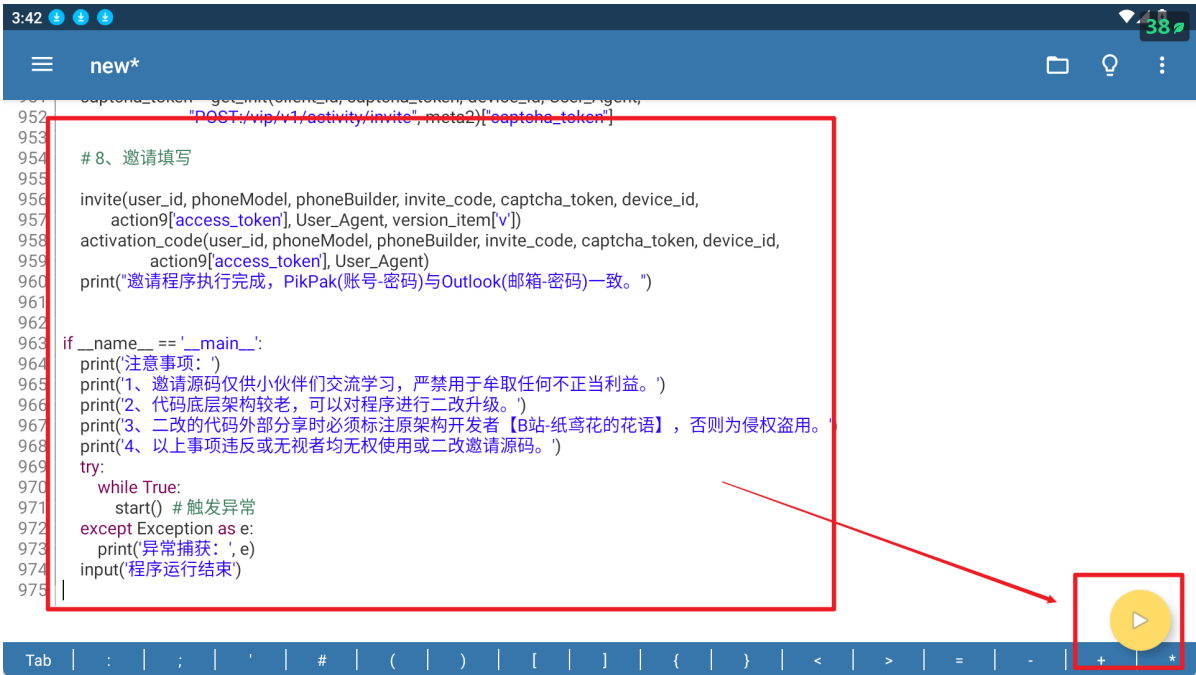 3:42
38
new*
captcha_token = get_init(client_id, captcha_token, device_id, User_Agent,
952 "POST:/vip/v1/activity/invite", meta2)["captcha_token"]
953
954 # 8、邀请填写
955
956 invite(user_id, phoneModel, phoneBuilder, invite_code, captcha_token, device_id,
957 action9['access_token'], User_Agent, version_item['v'])
958 activation_code(user_id, phoneModel, phoneBuilder, invite_code, captcha_token, device_id,
959 action9['access_token'], User_Agent)
960 print("邀请程序执行完成，PikPak(账号-密码)与Outlook(邮箱-密码)一致。")
961
962
963 if __name__ == '__main__':
964 print('注意事项：')
965 print('1、邀请源码仅供小伙伴们交流学习，严禁用于牟取任何不正当利益。')
966 print('2、代码底层架构较老，可以对程序进行二改升级。')
967 print('3、二改的代码外部分享时必须标注原架构开发者【B站-纸鸢花的花语】，否则为侵权盗用。'
968 print('4、以上事项违反或无视者均无权使用或二改邀请源码。')
969 try:
970 while True:
971 start() # 触发异常
972 except Exception as e:
973 print('异常捕获：', e)
974 input('程序运行结束')
975
Tab : ; ' # ( ) [ ] { } < > = - + *